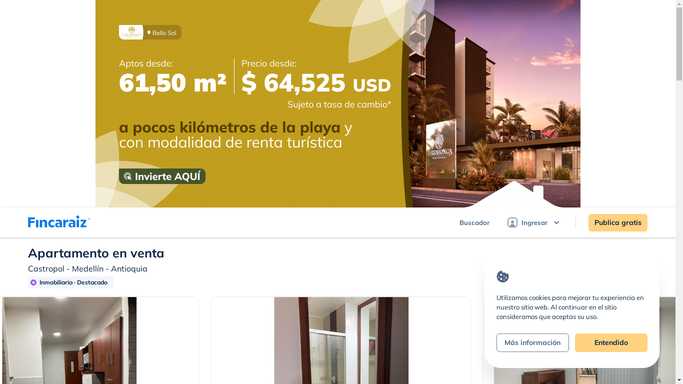 Bello Sol
Aptos desde:
61,50 m²
Precio desde:
$ 64,525 USD
Sujeto a tasa de cambio*
a pocos kilómetros de la playa y
con modalidad de renta turística
Invierte AQUÍ
Fincaraiz
Buscador
Ingresar
Publica gratis
Apartamento en venta
Castropol - Medellín - Antioquia
Inmobiliaria · Destacado
Utilizamos cookies para mejorar tu experiencia en
nuestro sitio web. Al continuar en el sitio
consideramos que aceptas su uso.
Más información
Entendido